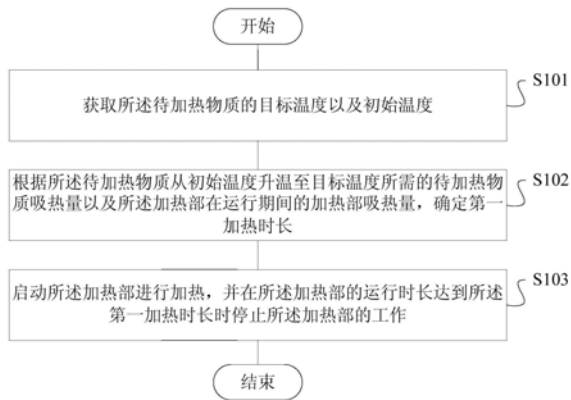 开始
S101
获取所述待加热物质的目标温度以及初始温度
S102
根据所述待加热物质从初始温度升温至目标温度所需的待加热物
质吸热量以及所述加热部在运行期间的加热部吸热量，确定第一
加热时长
S103
启动所述加热部进行加热，并在所述加热部的运行时长达到所述
第一加热时长时停止所述加热部的工作
结束